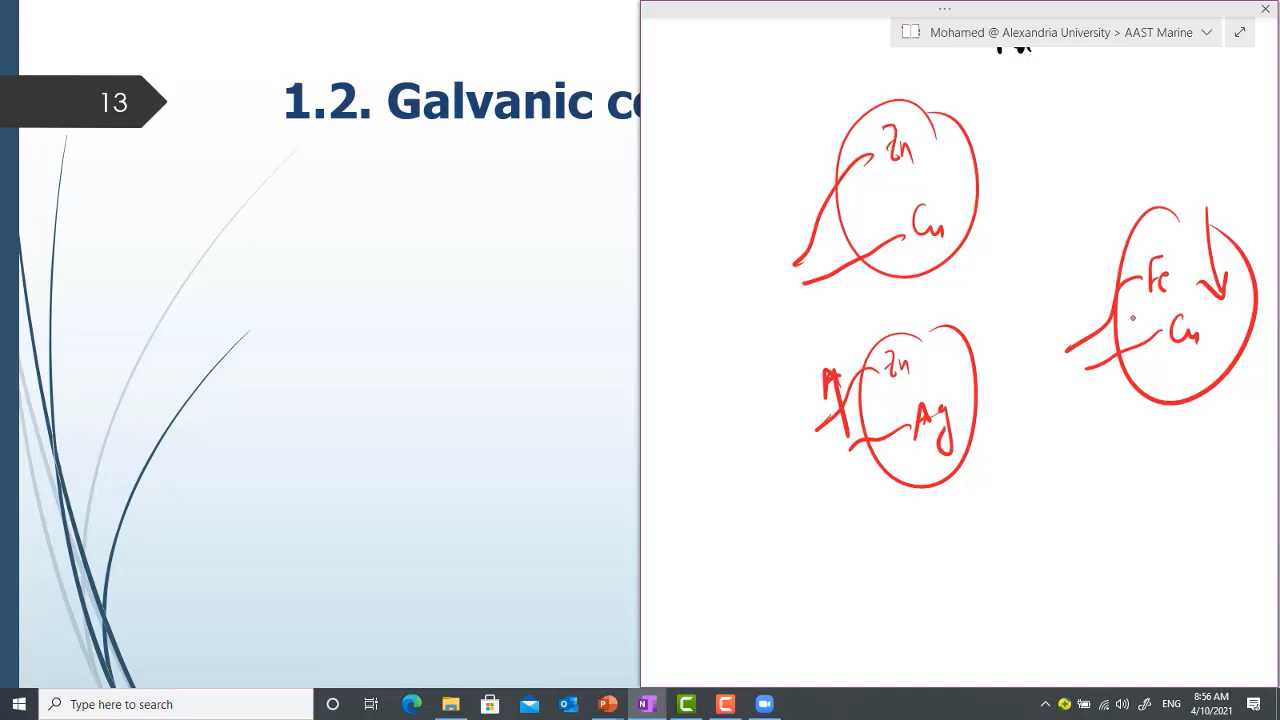 13
1.2. Galvanic co
Mohamed @ Alexandria University > AAST Marine
Zn
Cu
Fe
Cu
Zn
Ag
Type here to search
8:56 AM
4/10/2021